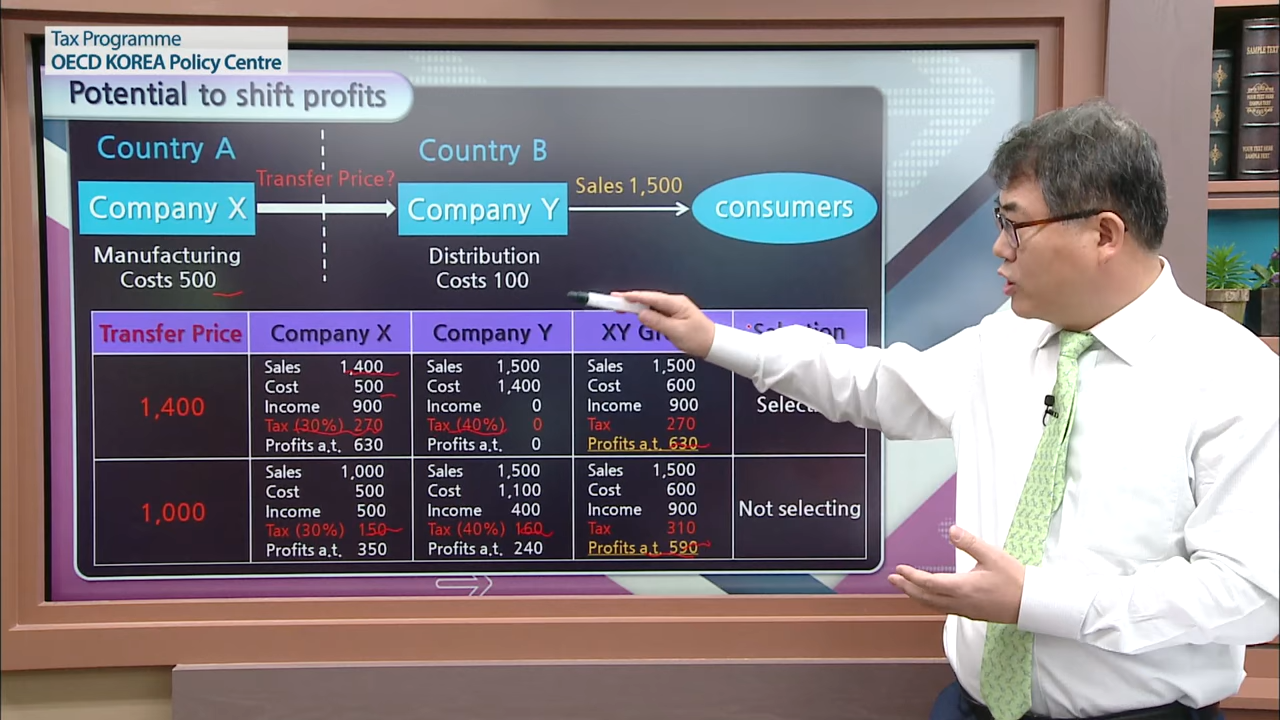 Tax Programme
OECD KOREA Policy Centre
Potential to shift profits
Country A
Country B
Transfer Price?
Sales 1,500
Company X
Company Y
consumers
Manufacturing
Costs 500
Distribution
Costs 100
Transfer Price
Company X
Company Y
XY
1,400
Sales 1,400
Cost 500
Income 900
Tax (30%) 270
Profits a.t. 630
Sales 1,500
Cost 1,400
Income 0
Tax (40%) 0
Profits a.t. 0
Sales 1,500
Cost 600
Income 900
Tax 270
Profits a.t. 630
1,000
Sales 1,000
Cost 500
Income 500
Tax (30%) 150
Profits a.t. 350
Sales 1,500
Cost 1,100
Income 400
Tax (40%) 160
Profits a.t. 240
Sales 1,500
Cost 600
Income 900
Tax 310
Profits a.t. 590
Not selecting
SAMPLE TEXT